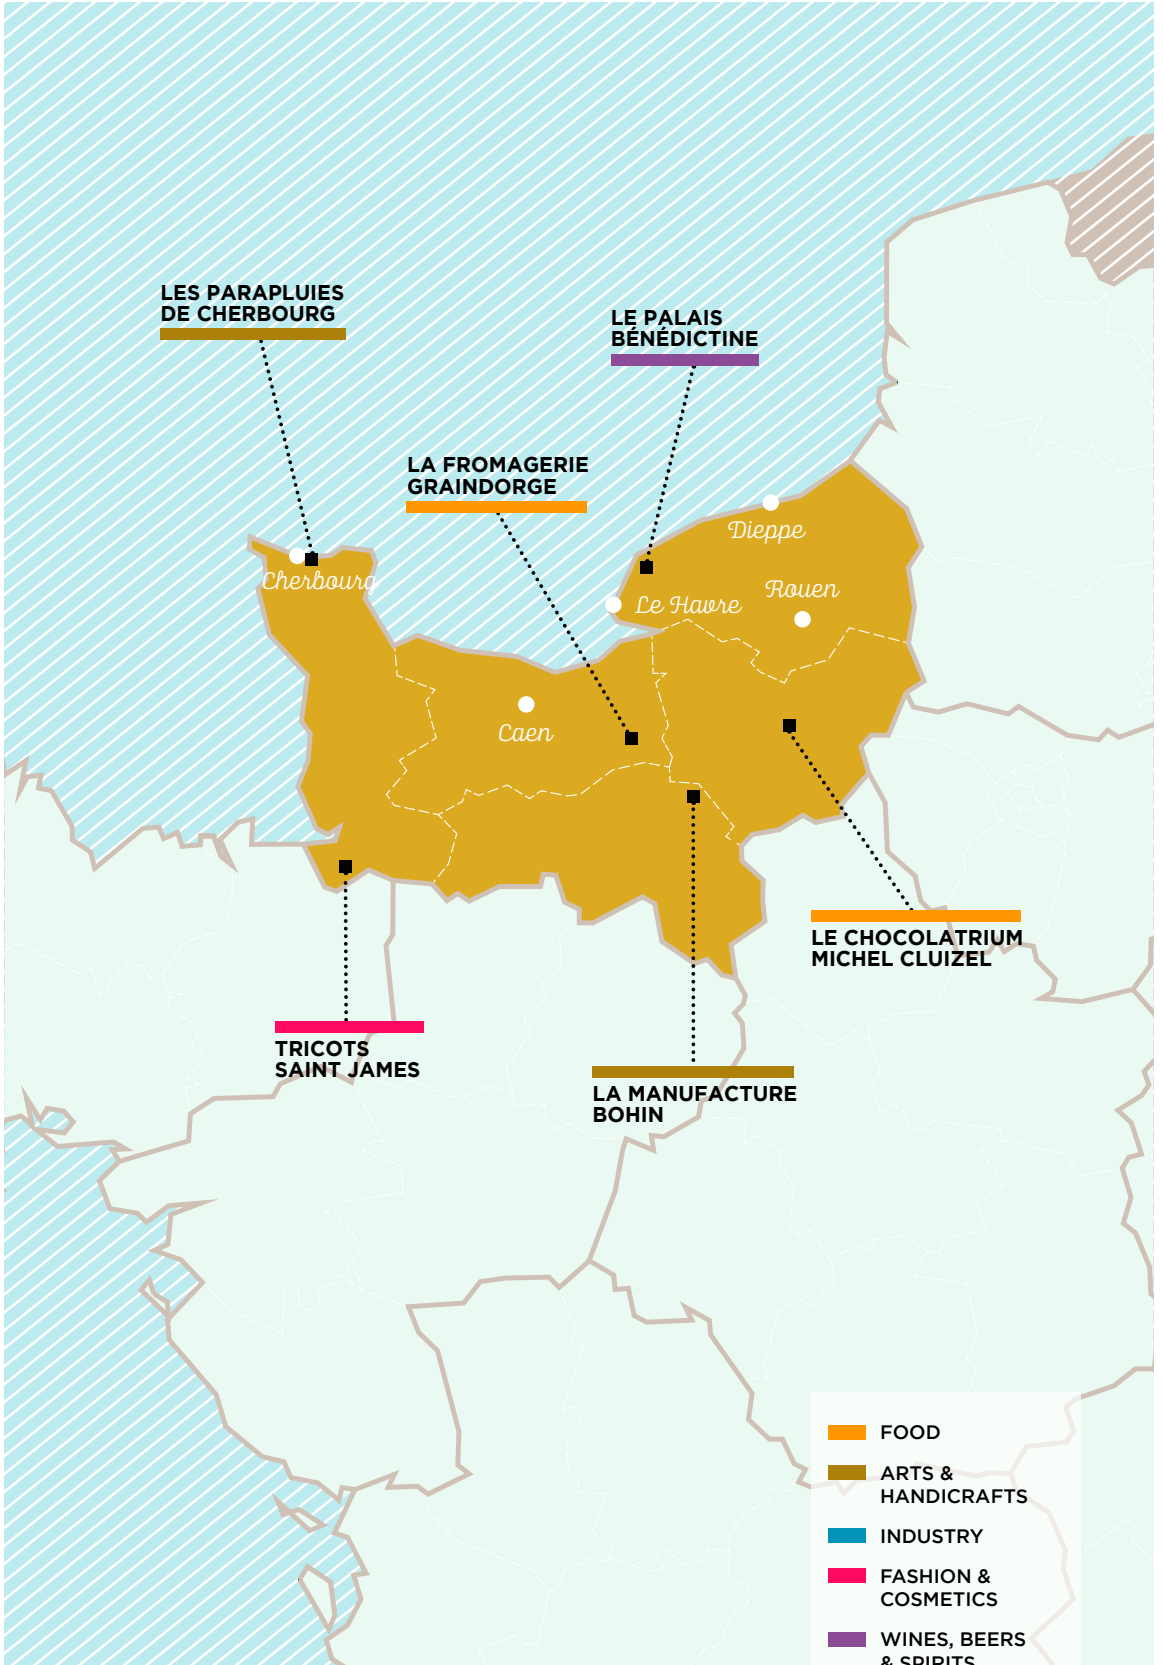 LES PARAPLUIES
DE CHERBOURG
LE PALAIS
BÉNÉDICTINE
LA FROMAGERIE
GRAINDORGE
Dieppe
Cherbourg
Rouen
Le Havre
Caen
LE CHOCOLATRIUM
MICHEL CLUIZEL
TRICOTS
SAINT JAMES
LA MANUFACTURE
BOHIN
FOOD
ARTS &
HANDICRAFTS
INDUSTRY
FASHION &
COSMETICS
WINES, BEERS
& SPIRITS